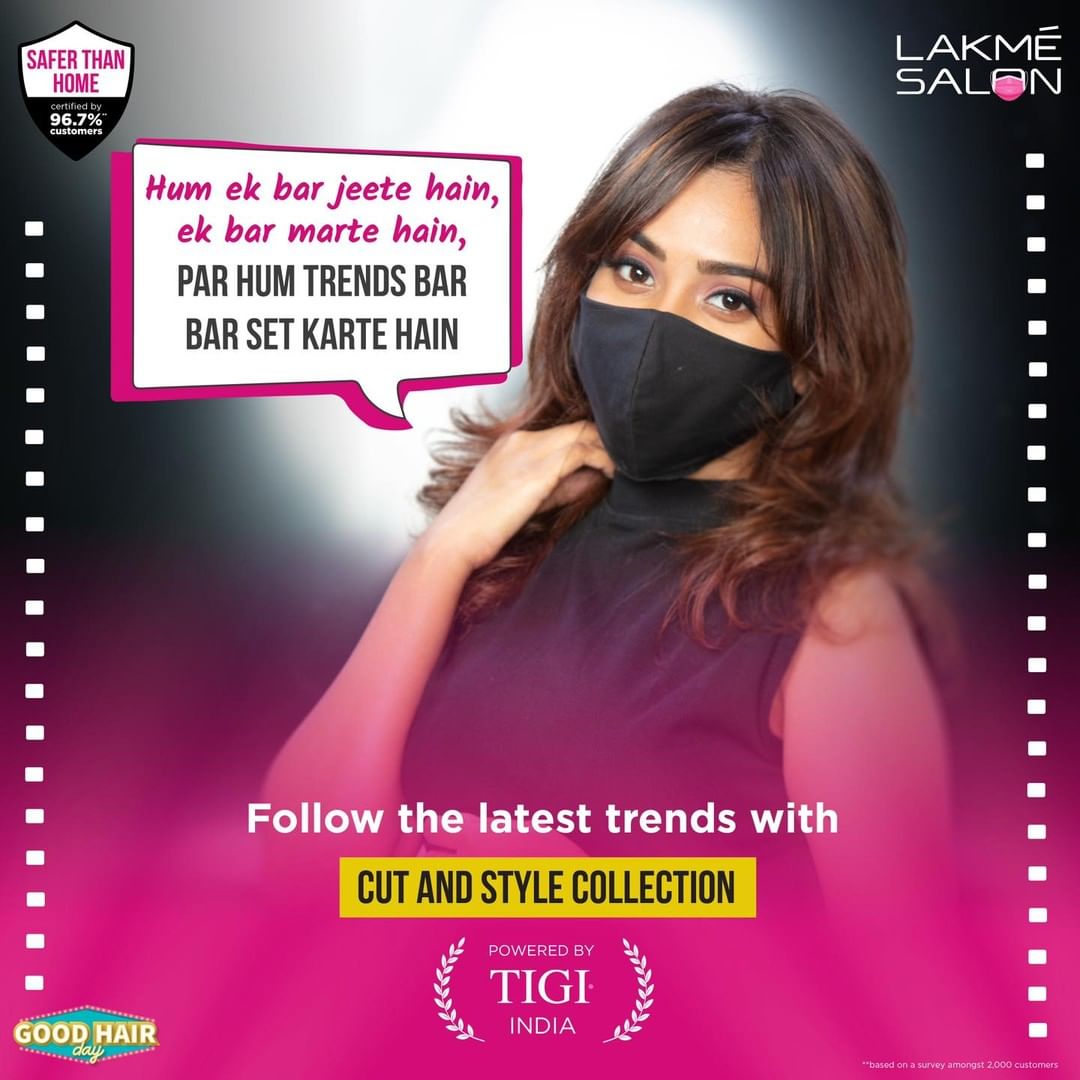 SAFER THAN
HOME
certified by
96.7%**
customers
LAKMÉ
SALON
Hum ek bar jeete hain,
ek bar marte hain,
PAR HUM TRENDS BAR
BAR SET KARTE HAIN
Follow the latest trends with
CUT AND STYLE COLLECTION
POWERED BY
TIGI®
INDIA
GOOD HAIR
day
**based on a survey amongst 2,000 customers